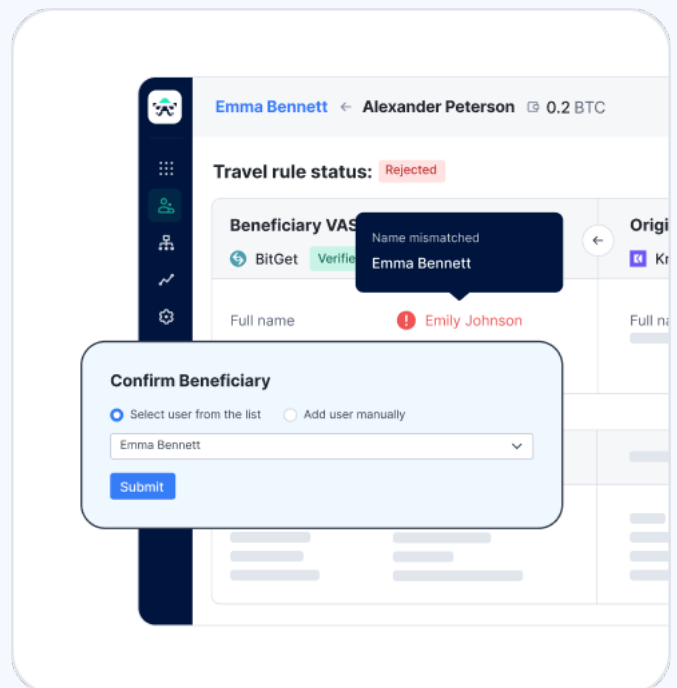 Emma Bennett ← Alexander Peterson 0.2 BTC
Travel rule status: Rejected
Beneficiary VAS
Name mismatched
Emma Bennett
BitGet Verifie
Origi
Kr
Full name Emily Johnson
Full na
Confirm Beneficiary
Select user from the list Add user manually
Emma Bennett
Submit